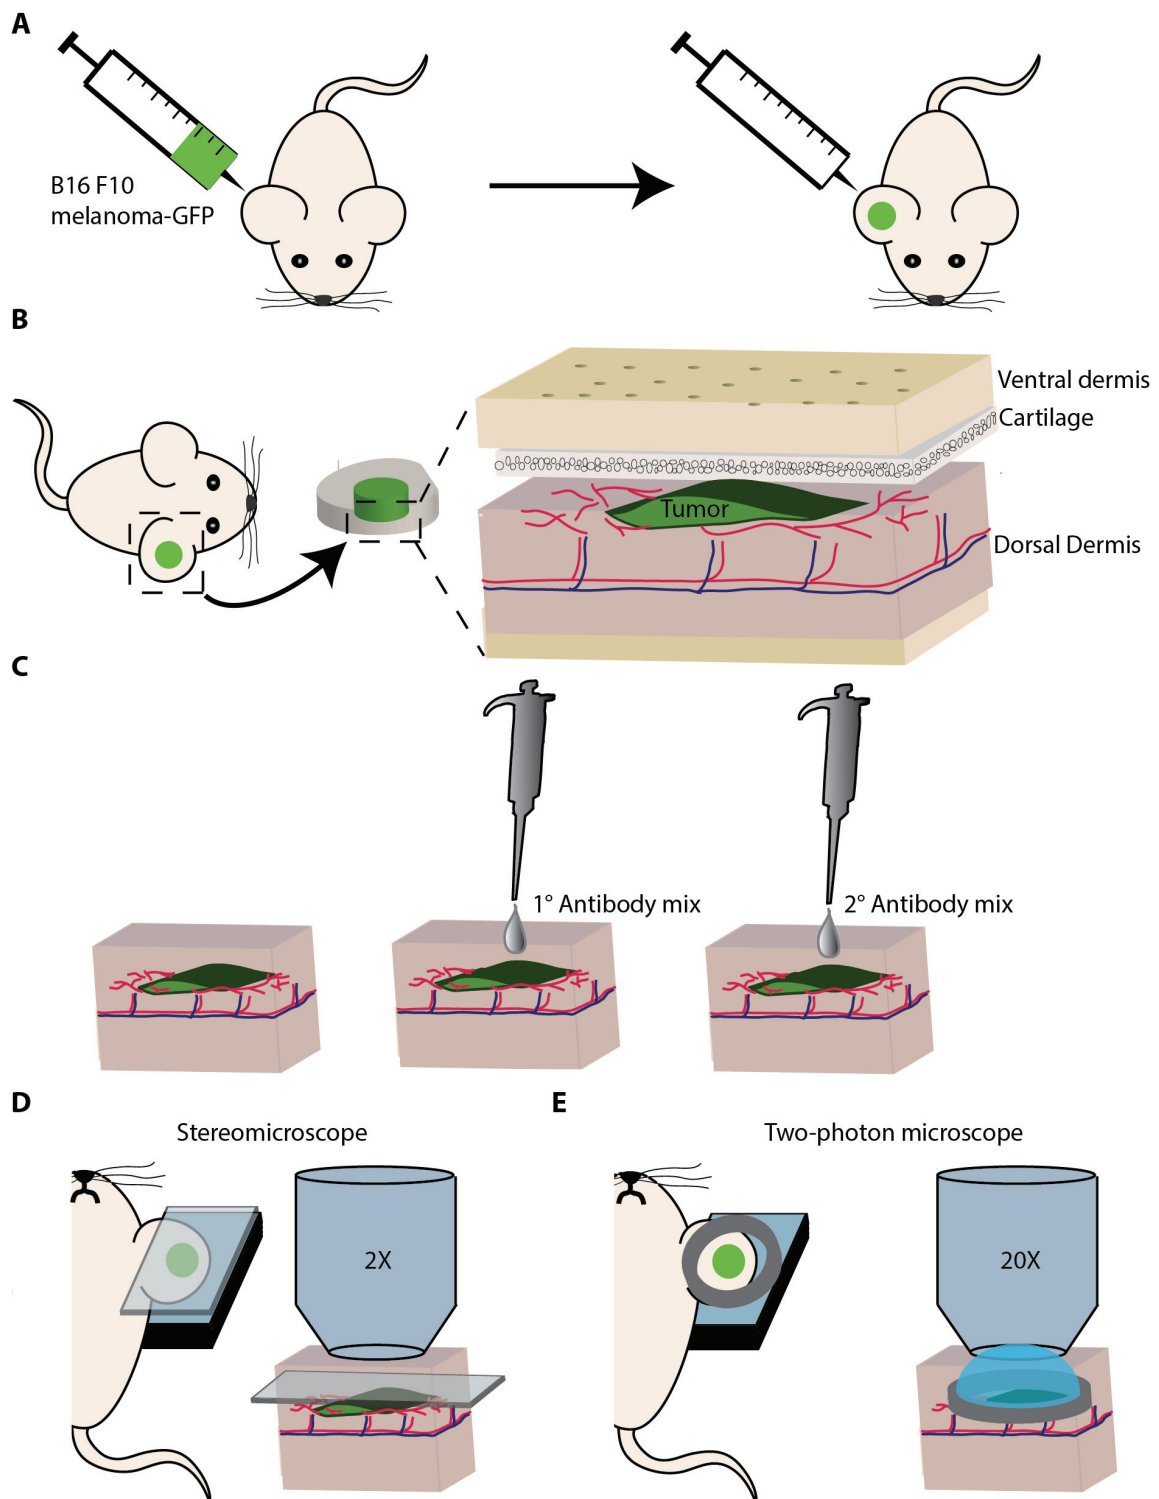 A
B16 F10
melanoma-GFP
B
Ventral dermis
Cartilage
Tumor
Dorsal Dermis
C
1° Antibody mix
2° Antibody mix
D
Stereomicroscope
2X
E
Two-photon microscope
20X